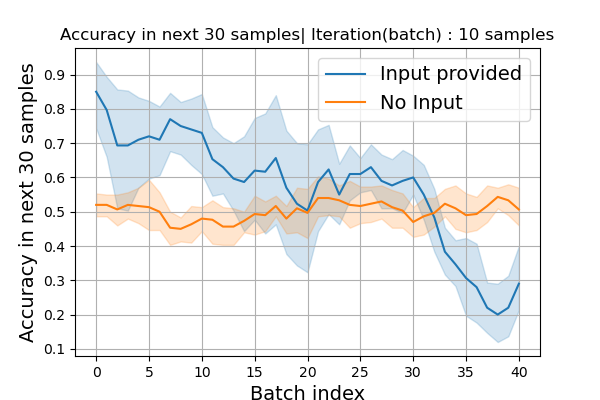 Accuracy in next 30 samples| Iteration(batch) : 10 samples
Accuracy in next 30 samples
0.9
0.8
0.7
0.6
0.5
0.4
0.3
0.2
0.1
Input provided
No Input
0 5 10 15 20 25 30 35 40
Batch index